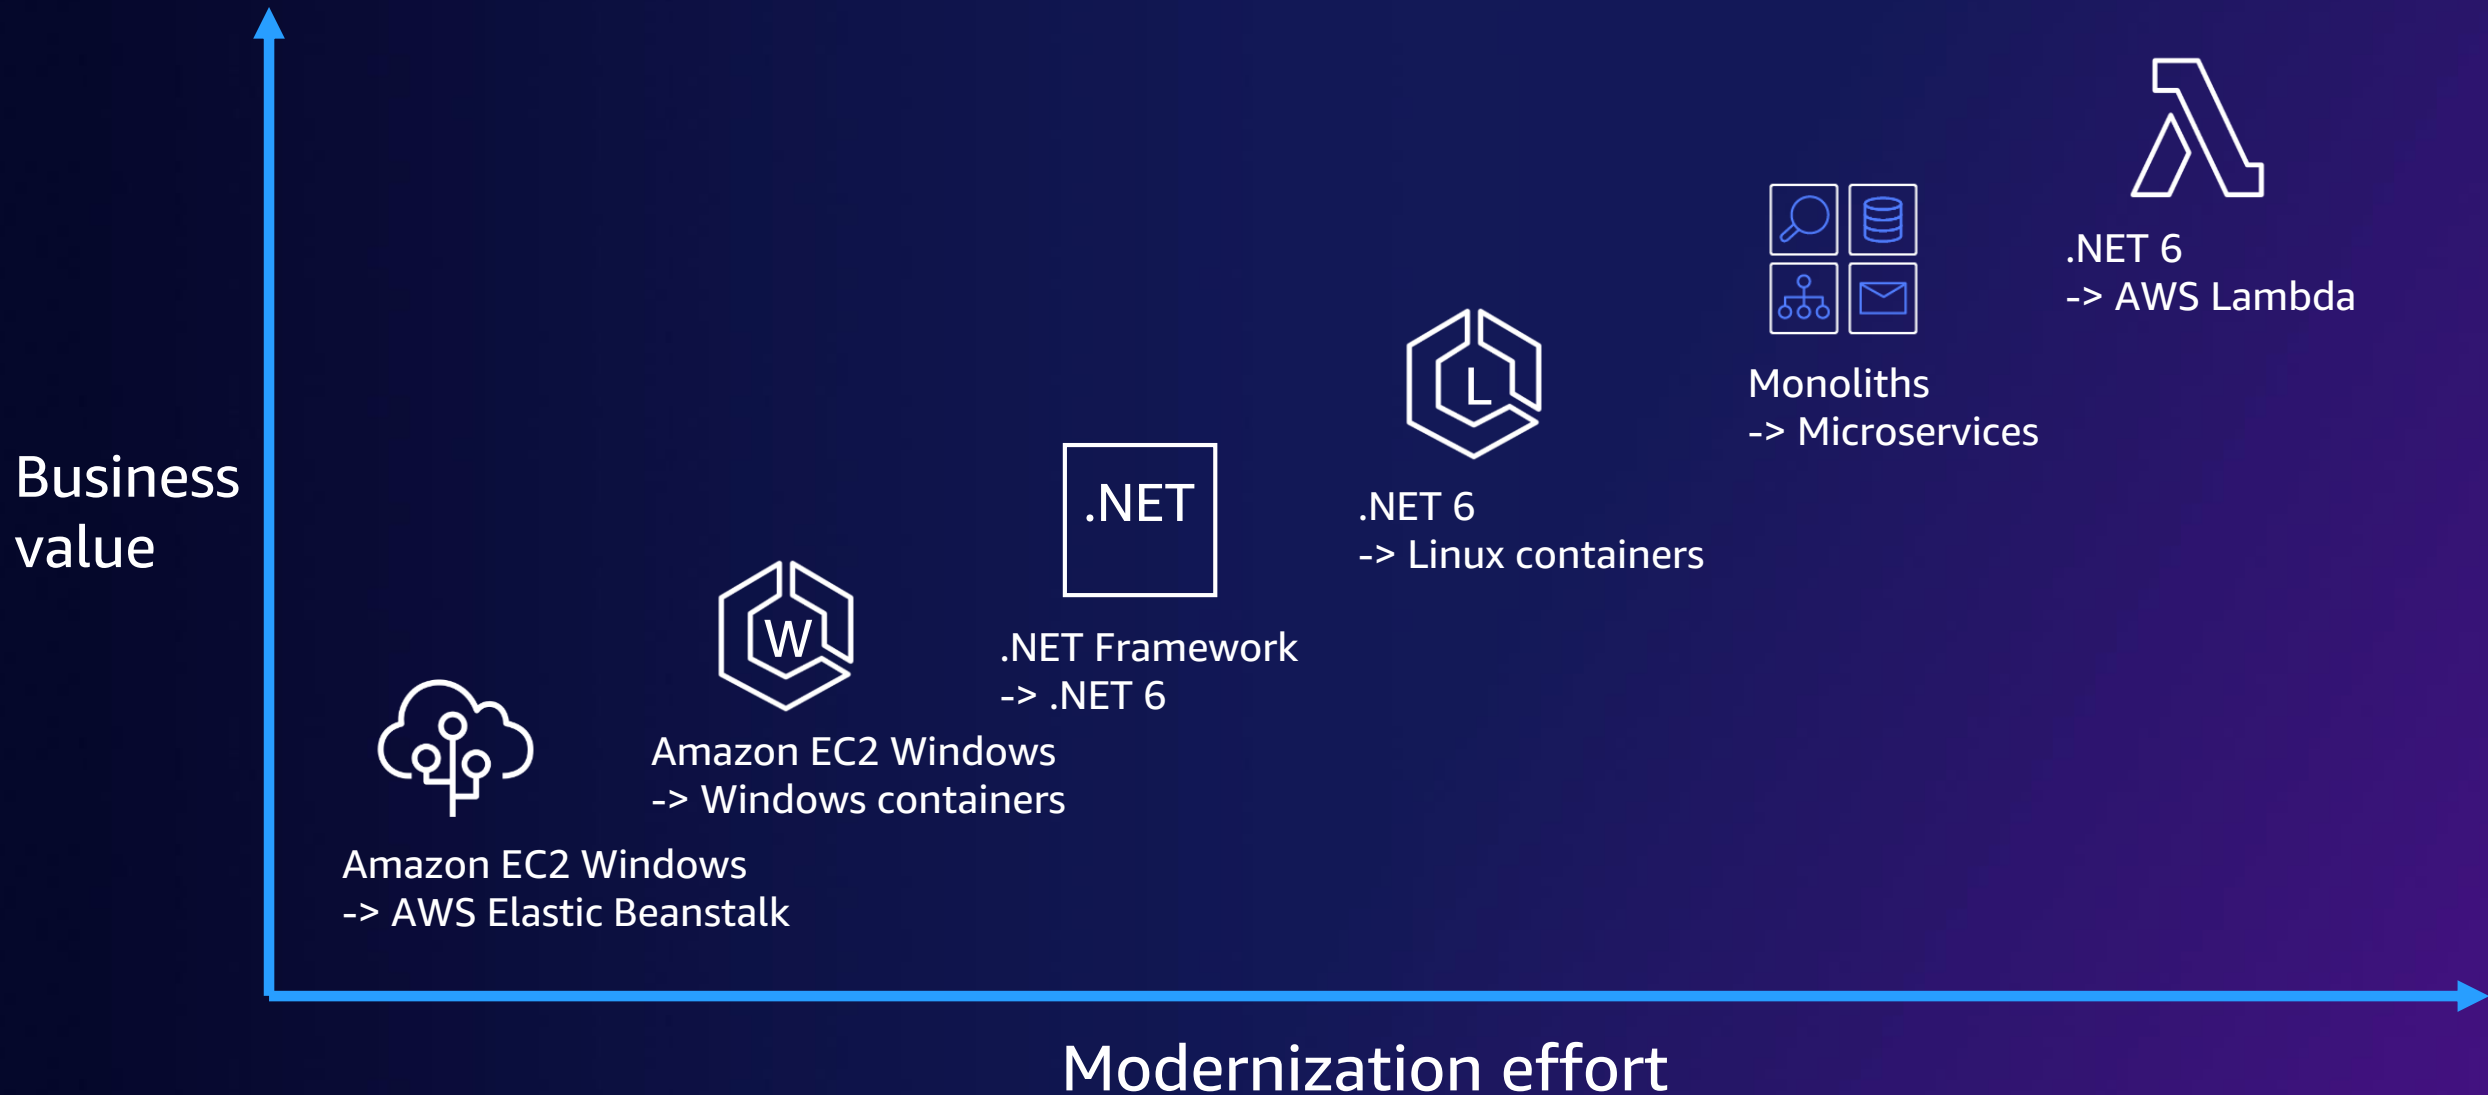 Business
value
Amazon EC2 Windows
-> AWS Elastic Beanstalk
W
Amazon EC2 Windows
-> Windows containers
.NET
.NET Framework
-> .NET 6
L
.NET 6
-> Linux containers
Monoliths
-> Microservices
.NET 6
-> AWS Lambda
Modernization effort